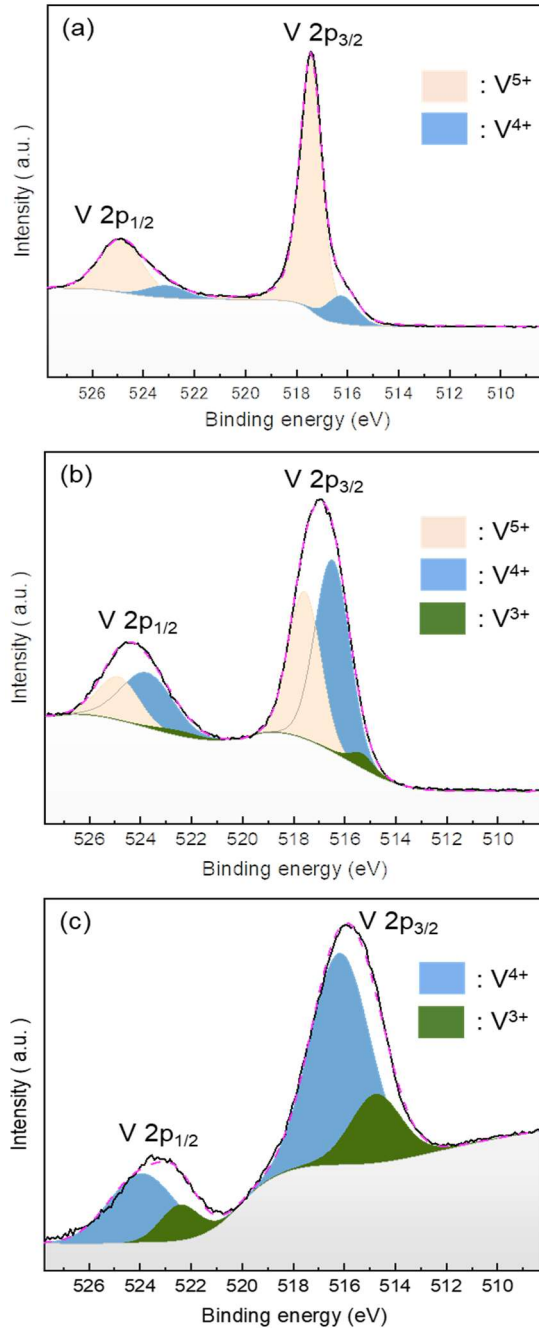 (a)
V 2p₃/₂
: V⁵⁺
: V⁴⁺
V 2p₁/₂
Intensity ( a.u. )
526 524 522 520 518 516 514 512 510
Binding energy (eV)
(b)
V 2p₃/₂
: V⁵⁺
: V⁴⁺
: V³⁺
V 2p₁/₂
Intensity ( a.u. )
526 524 522 520 518 516 514 512 510
Binding energy (eV)
(c)
V 2p₃/₂
: V⁴⁺
: V³⁺
V 2p₁/₂
Intensity ( a.u. )
526 524 522 520 518 516 514 512 510
Binding energy (eV)